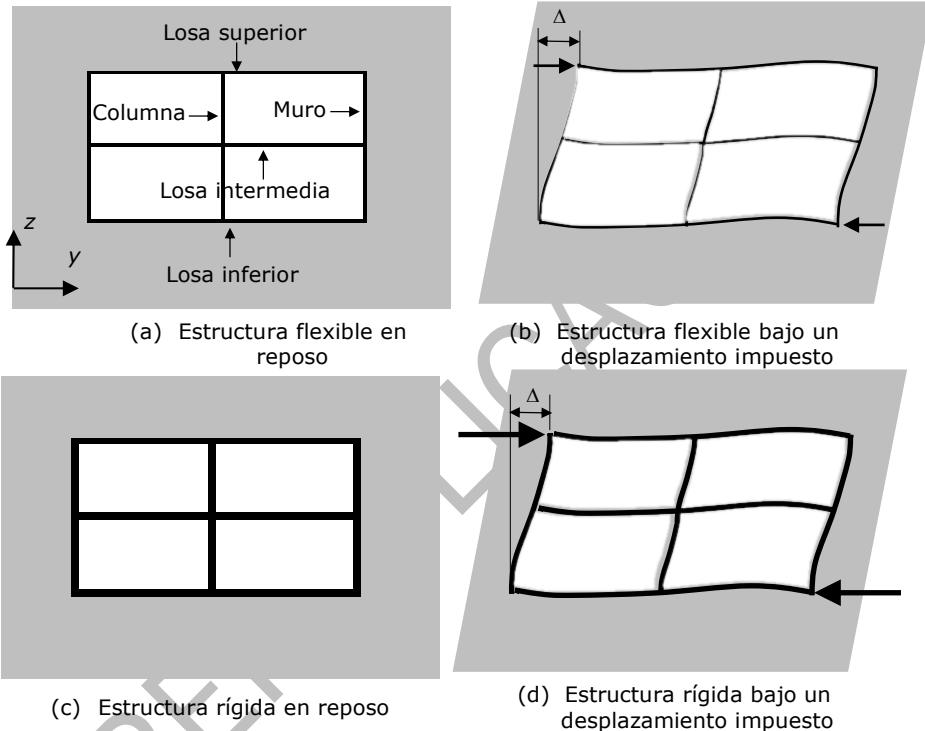 Losa superior
Columna
Muro
Losa intermedia
z
y
Losa inferior
(a) Estructura flexible en
reposo
Δ
(b) Estructura flexible bajo un
desplazamiento impuesto
(c) Estructura rígida en reposo
Δ
(d) Estructura rígida bajo un
desplazamiento impuesto